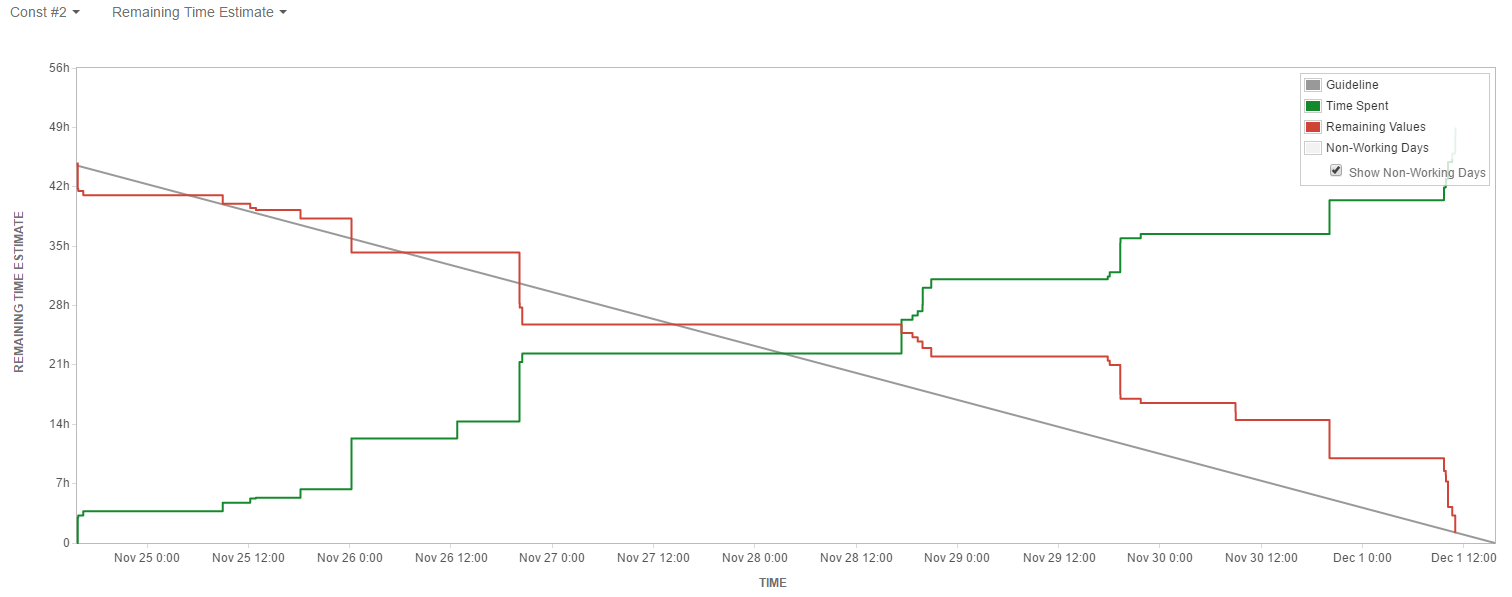 Const #2 Remaining Time Estimate
56h
49h
42h
35h
28h
21h
14h
7h
0
REMAINING TIME ESTIMATE
Guideline
Time Spent
Remaining Values
Non-Working Days
Show Non-Working Days
Nov 25 0:00 Nov 25 12:00 Nov 26 0:00 Nov 26 12:00 Nov 27 0:00 Nov 27 12:00 Nov 28 0:00 Nov 28 12:00 Nov 29 0:00 Nov 29 12:00 Nov 30 0:00 Nov 30 12:00 Dec 1 0:00 Dec 1 12:00
TIME